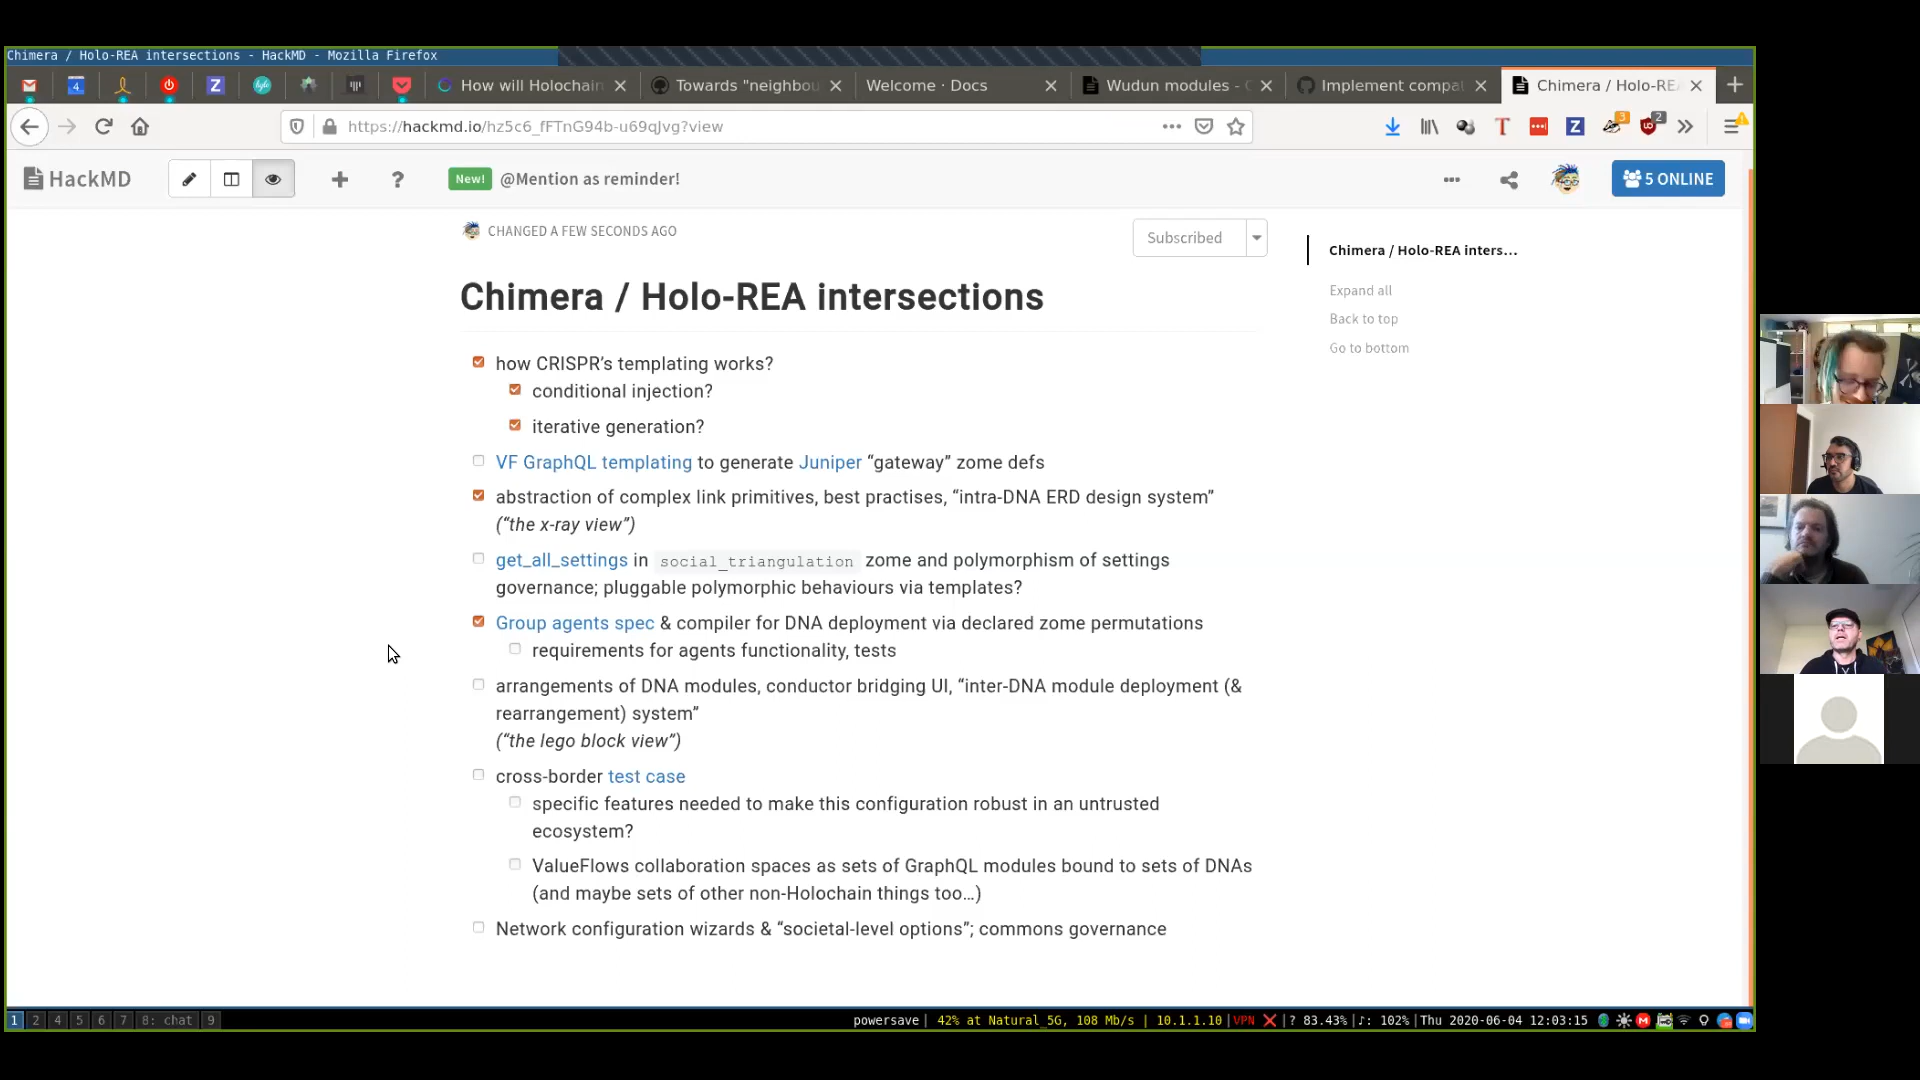 Chimera / Holo-REA intersections - HackMD - Mozilla Firefox
How will Holochain
Towards "neighbou
Welcome · Docs
Wudun modules -
Implement compa
Chimera / Holo-RE
https://hackmd.io/hz5c6_fFTnG94b-u69qJvg?view
3
2
HackMD
New! @Mention as reminder!
5 ONLINE
CHANGED A FEW SECONDS AGO
Subscribed
Chimera / Holo-REA intersections
how CRISPR’s templating works?
conditional injection?
iterative generation?
VF GraphQL templating to generate Juniper “gateway” zome defs
abstraction of complex link primitives, best practises, “intra-DNA ERD design system”
(“the x-ray view”)
get_all_settings in social_triangulation zome and polymorphism of settings
governance; pluggable polymorphic behaviours via templates?
Group agents spec & compiler for DNA deployment via declared zome permutations
requirements for agents functionality, tests
arrangements of DNA modules, conductor bridging UI, “inter-DNA module deployment (&
rearrangement) system”
(“the lego block view”)
cross-border test case
specific features needed to make this configuration robust in an untrusted
ecosystem?
ValueFlows collaboration spaces as sets of GraphQL modules bound to sets of DNAs
(and maybe sets of other non-Holochain things too…)
Network configuration wizards & “societal-level options”; commons governance
Chimera / Holo-REA inters...
Expand all
Back to top
Go to bottom
1 2 4 5 6 7 8: chat 9
powersave| 42% at Natural_5G, 108 Mb/s | 10.1.1.10 |VPN ❌ |? 83.43%|♪: 102%|Thu 2020-06-04 12:03:15